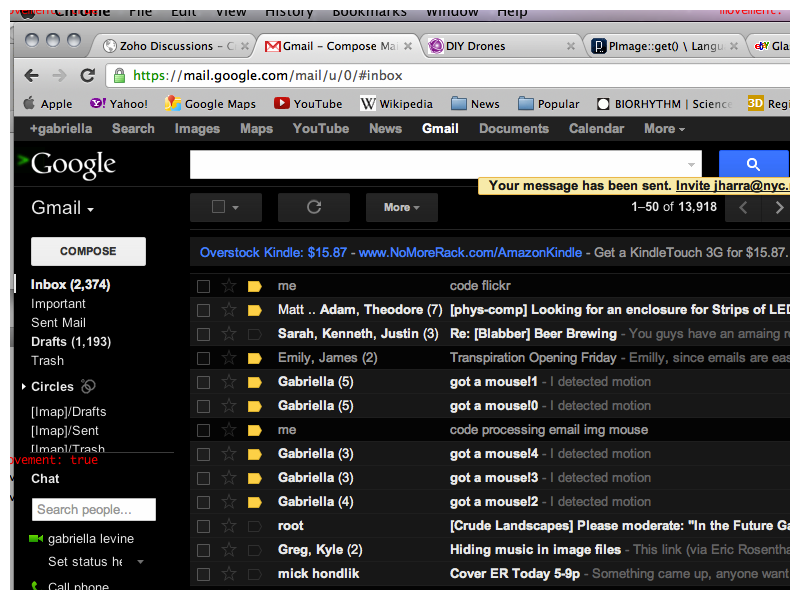 Chrome File Edit View History Bookmarks Window Help
movement:
Zoho Discussions - C
Gmail – Compose Mai
DIY Drones
PImage::get() \ Langu
ebY Gla
https://mail.google.com/mail/u/0/#inbox
Apple Yahoo! Google Maps YouTube Wikipedia News Popular BIORHYTHM | Science 3D Regi
+gabriella Search Images Maps YouTube News Gmail Documents Calendar More
>Google
Your message has been sent. Invite jharra@nyc.
Gmail
More
1–50 of 13,918
COMPOSE
Overstock Kindle: $15.87 - www.NoMoreRack.com/AmazonKindle - Get a KindleTouch 3G for $15.87.
Inbox (2,374)
Important
Sent Mail
Drafts (1,193)
Trash
Circles
[Imap]/Drafts
[Imap]/Sent
[Imap]/Trash
ovement: true
Chat
Search people...
gabriella levine
Set status he
Call phone
me code flickr
Matt .. Adam, Theodore (7) [phys-comp] Looking for an enclosure for Strips of LED
Sarah, Kenneth, Justin (3) Re: [Blabber] Beer Brewing - You guys have an amaing re
Emily, James (2) Transpiration Opening Friday - Emilly, since emails are eas
Gabriella (5) got a mouse!1 - I detected motion
Gabriella (5) got a mouse!0 - I detected motion
me code processing email img mouse
Gabriella (3) got a mouse!4 - I detected motion
Gabriella (3) got a mouse!3 - I detected motion
Gabriella (4) got a mouse!2 - I detected motion
root [Crude Landscapes] Please moderate: "In the Future Ga
Greg, Kyle (2) Hiding music in image files - This link (via Eric Rosentha
mick hondlik Cover ER Today 5-9p - Something came up, anyone want